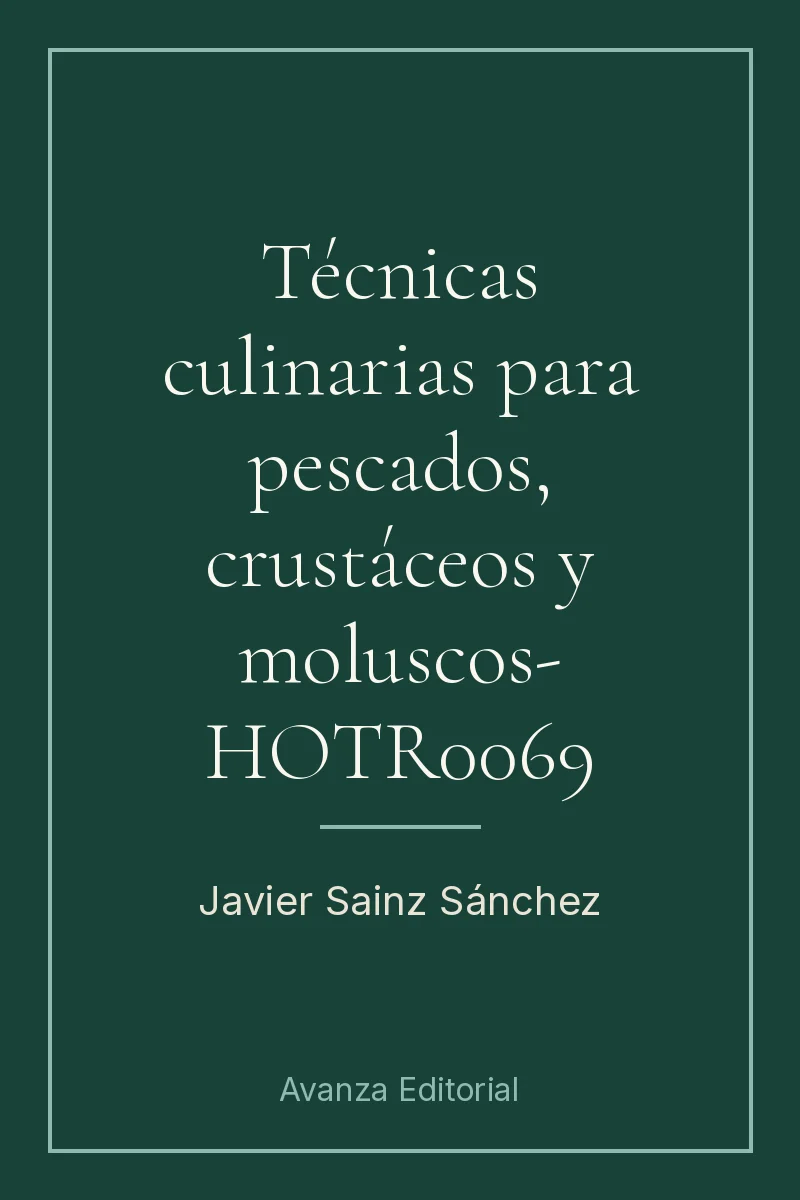 Técnicas
culinarias para
pescados,
crustáceos y
moluscos-
HOTR0069
Javier Sainz Sánchez
Avanza Editorial